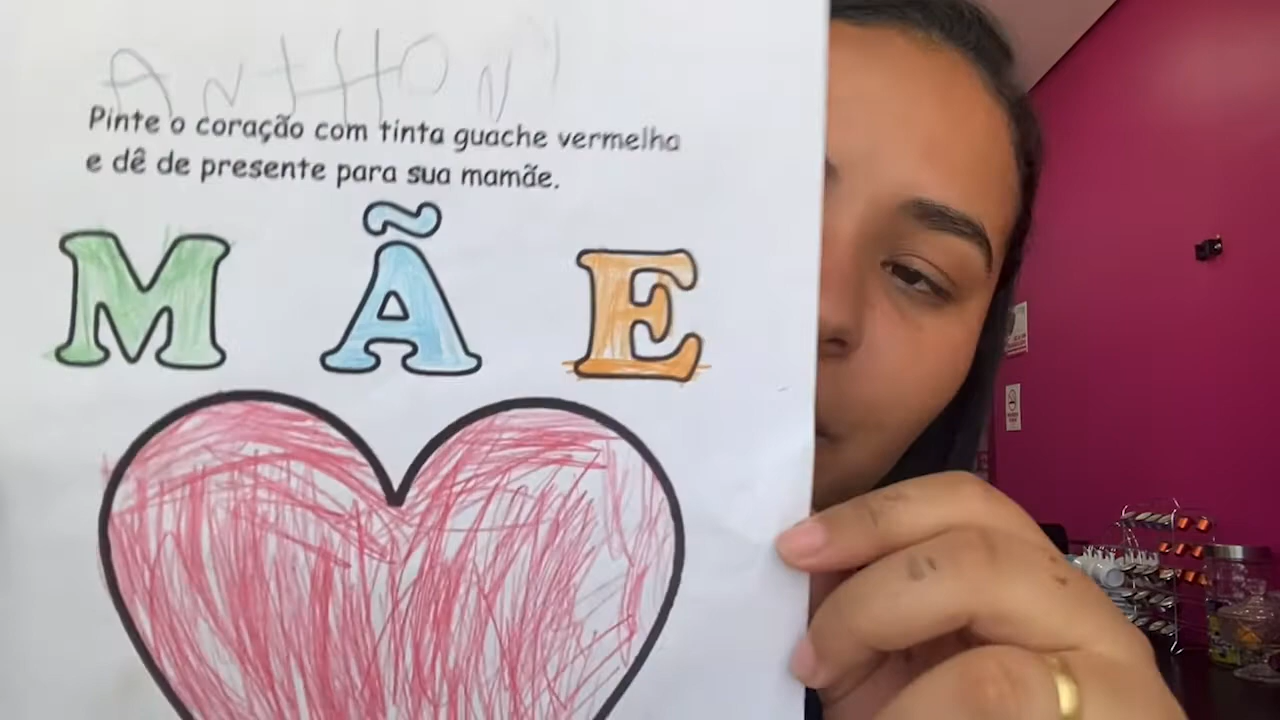 ANTHONY
Pinte o coração com tinta guache vermelha
e dê de presente para sua mamãe.
MÃE